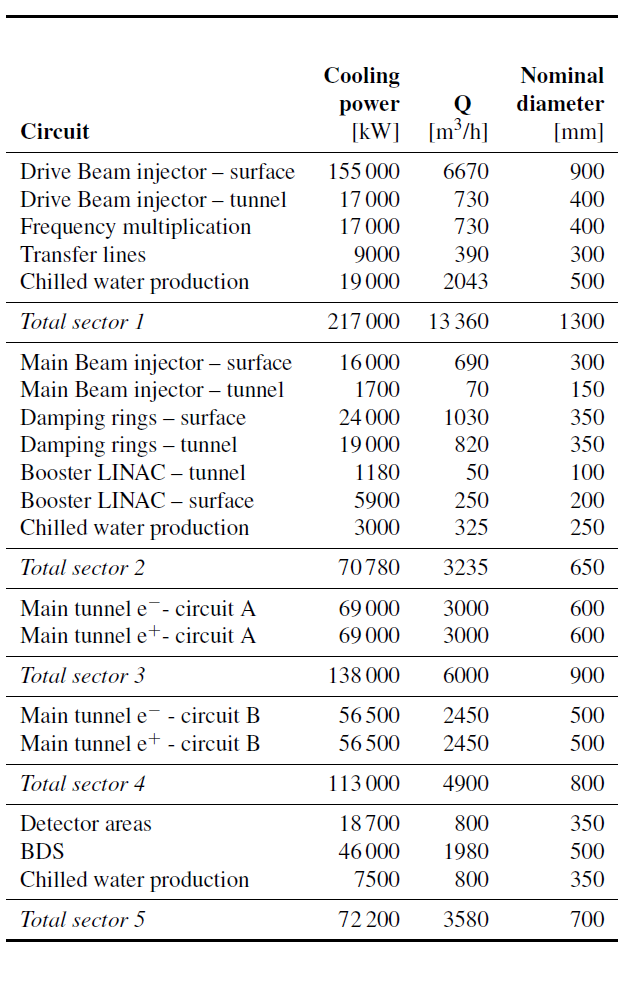 Cooling Nominal
power Q diameter
Circuit [kW] [m³/h] [mm]
Drive Beam injector – surface 155 000 6670 900
Drive Beam injector – tunnel 17 000 730 400
Frequency multiplication 17 000 730 400
Transfer lines 9000 390 300
Chilled water production 19 000 2043 500
Total sector 1 217 000 13 360 1300
Main Beam injector – surface 16 000 690 300
Main Beam injector – tunnel 1700 70 150
Damping rings – surface 24 000 1030 350
Damping rings – tunnel 19 000 820 350
Booster LINAC – tunnel 1180 50 100
Booster LINAC – surface 5900 250 200
Chilled water production 3000 325 250
Total sector 2 70 780 3235 650
Main tunnel e⁻- circuit A 69 000 3000 600
Main tunnel e⁺- circuit A 69 000 3000 600
Total sector 3 138 000 6000 900
Main tunnel e⁻ - circuit B 56 500 2450 500
Main tunnel e⁺ - circuit B 56 500 2450 500
Total sector 4 113 000 4900 800
Detector areas 18 700 800 350
BDS 46 000 1980 500
Chilled water production 7500 800 350
Total sector 5 72 200 3580 700